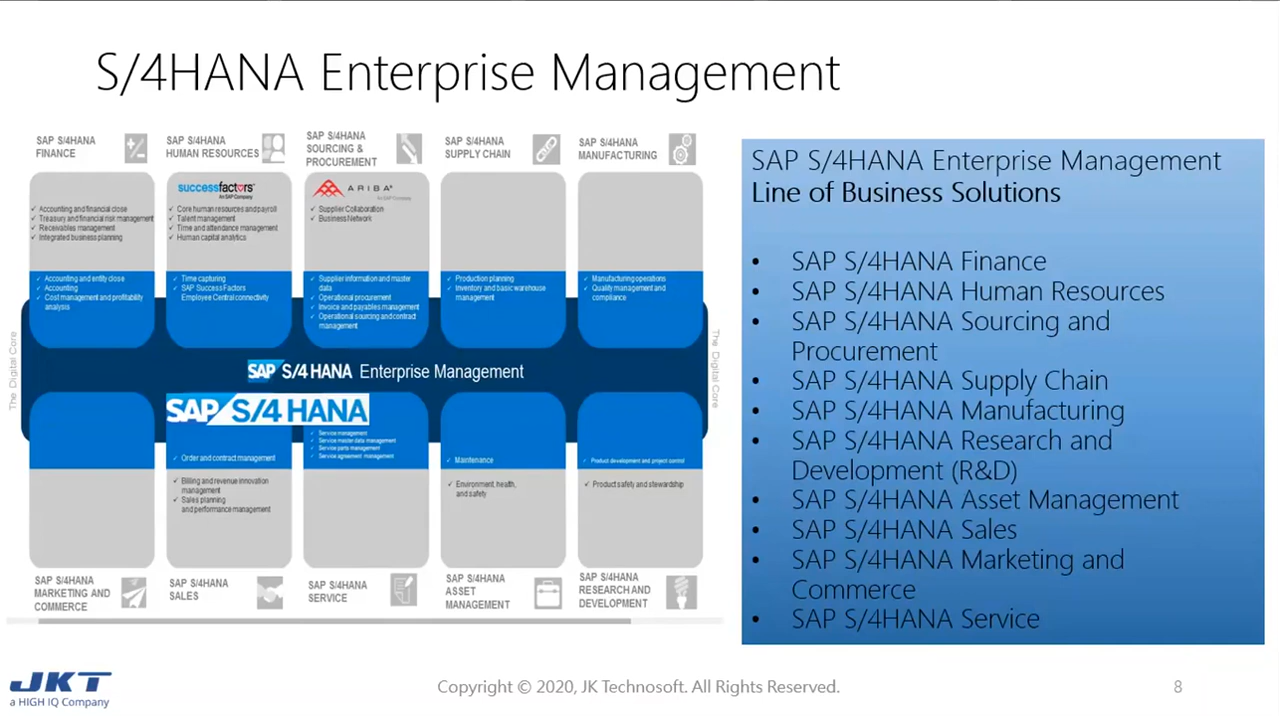 S/4HANA Enterprise Management
SAP S/4HANA
FINANCE
SAP S/4HANA
HUMAN RESOURCES
SAP S/4HANA
SOURCING &
PROCUREMENT
SAP S/4HANA
SUPPLY CHAIN
SAP S/4HANA
MANUFACTURING
✓ Accounting and financial close
✓ Treasury and financial risk management
✓ Receivables management
✓ Integrated business planning
successfactors™
An SAP Company
✓ Core human resources and payroll
✓ Talent management
✓ Time and attendance management
✓ Human capital analytics
ARIBA®
An SAP Company
✓ Supplier Collaboration
✓ Business Network
✓ Accounting and entity close
✓ Accounting
✓ Cost management and profitability
analysis
✓ Time capturing
✓ SAP Success Factors
Employee Central connectivity
✓ Supplier information and master
data
✓ Operational procurement
✓ Invoice and payables management
✓ Operational sourcing and contract
management
✓ Production planning
✓ Inventory and basic warehouse
management
✓ Manufacturing operations
✓ Quality management and
compliance
The Digital Core
SAP S/4HANA Enterprise Management
The Digital Core
SAP S/4 HANA
✓ Order and contract management
✓ Service management
✓ Service master data management
✓ Service parts management
✓ Service agreement management
✓ Maintenance
✓ Product development and project control
✓ Billing and revenue innovation
management
✓ Sales planning
and performance management
✓ Environment, health,
and safety
✓ Product safety and stewardship
SAP S/4HANA
MARKETING AND
COMMERCE
SAP S/4HANA
SALES
SAP S/4HANA
SERVICE
SAP S/4HANA
ASSET
MANAGEMENT
SAP S/4HANA
RESEARCH AND
DEVELOPMENT
SAP S/4HANA Enterprise Management
Line of Business Solutions
• SAP S/4HANA Finance
• SAP S/4HANA Human Resources
• SAP S/4HANA Sourcing and
Procurement
• SAP S/4HANA Supply Chain
• SAP S/4HANA Manufacturing
• SAP S/4HANA Research and
Development (R&D)
• SAP S/4HANA Asset Management
• SAP S/4HANA Sales
• SAP S/4HANA Marketing and
Commerce
• SAP S/4HANA Service
JKT
a HIGH IQ Company
Copyright © 2020, JK Technosoft. All Rights Reserved.
8